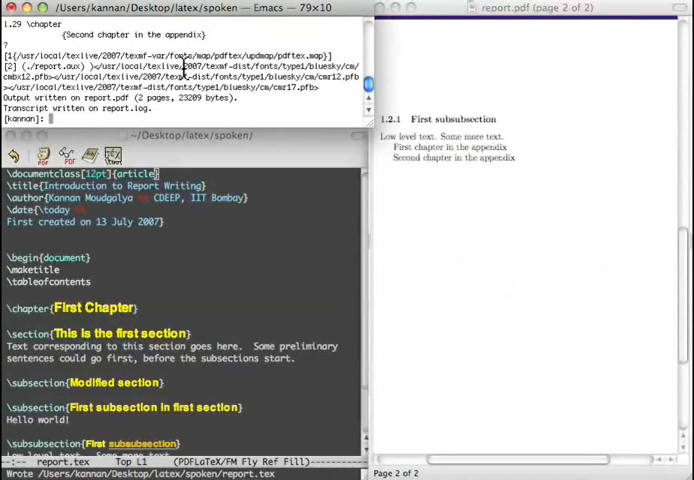 /Users/kannan/Desktop/latex/spoken — Emacs — 79×10
l.29 \chapter
{Second chapter in the appendix}
?
[1{/usr/local/texlive/2007/texmf-var/fonts/map/pdftex/updmap/pdftex.map}]
[2] (./report.aux) )</usr/local/texlive/2007/texmf-dist/fonts/type1/bluesky/cm/
cmbx12.pfb></usr/local/texlive/2007/texmf-dist/fonts/type1/bluesky/cm/cmr12.pfb
></usr/local/texlive/2007/texmf-dist/fonts/type1/bluesky/cm/cmr17.pfb>
Output written on report.pdf (2 pages, 23209 bytes).
Transcript written on report.log.
[kannan]:
~/Desktop/latex/spoken/
\documentclass[12pt]{article}
\title{Introduction to Report Writing}
\author{Kannan Moudgalya \\ CDEEP, IIT Bombay}
\date{\today \\
First created on 13 July 2007}
\begin{document}
\maketitle
\tableofcontents
\chapter{First Chapter}
\section{This is the first section}
Text corresponding to this section goes here. Some preliminary
sentences could go first, before the subsections start.
\subsection{Modified section}
\subsection{First subsection in first section}
Hello world!
\subsubsection{First subsubsection}
Low level text. Some more text.
-:-- report.tex Top L1 (PDFLaTeX/FM Fly Ref Fill)
Wrote /Users/kannan/Desktop/latex/spoken/report.tex
report.pdf (page 2 of 2)
1.2.1 First subsubsection
Low level text. Some more text.
First chapter in the appendix
Second chapter in the appendix
Page 2 of 2